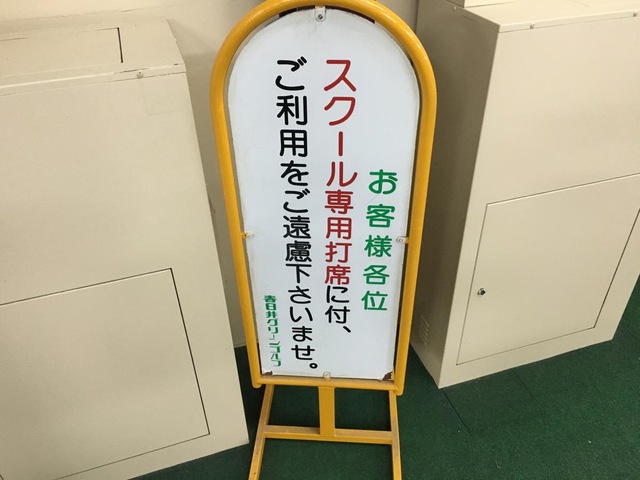 お客様各位
スクール専用打席に付、
ご利用をご遠慮下さいませ。
春日井グリーンゴルフ